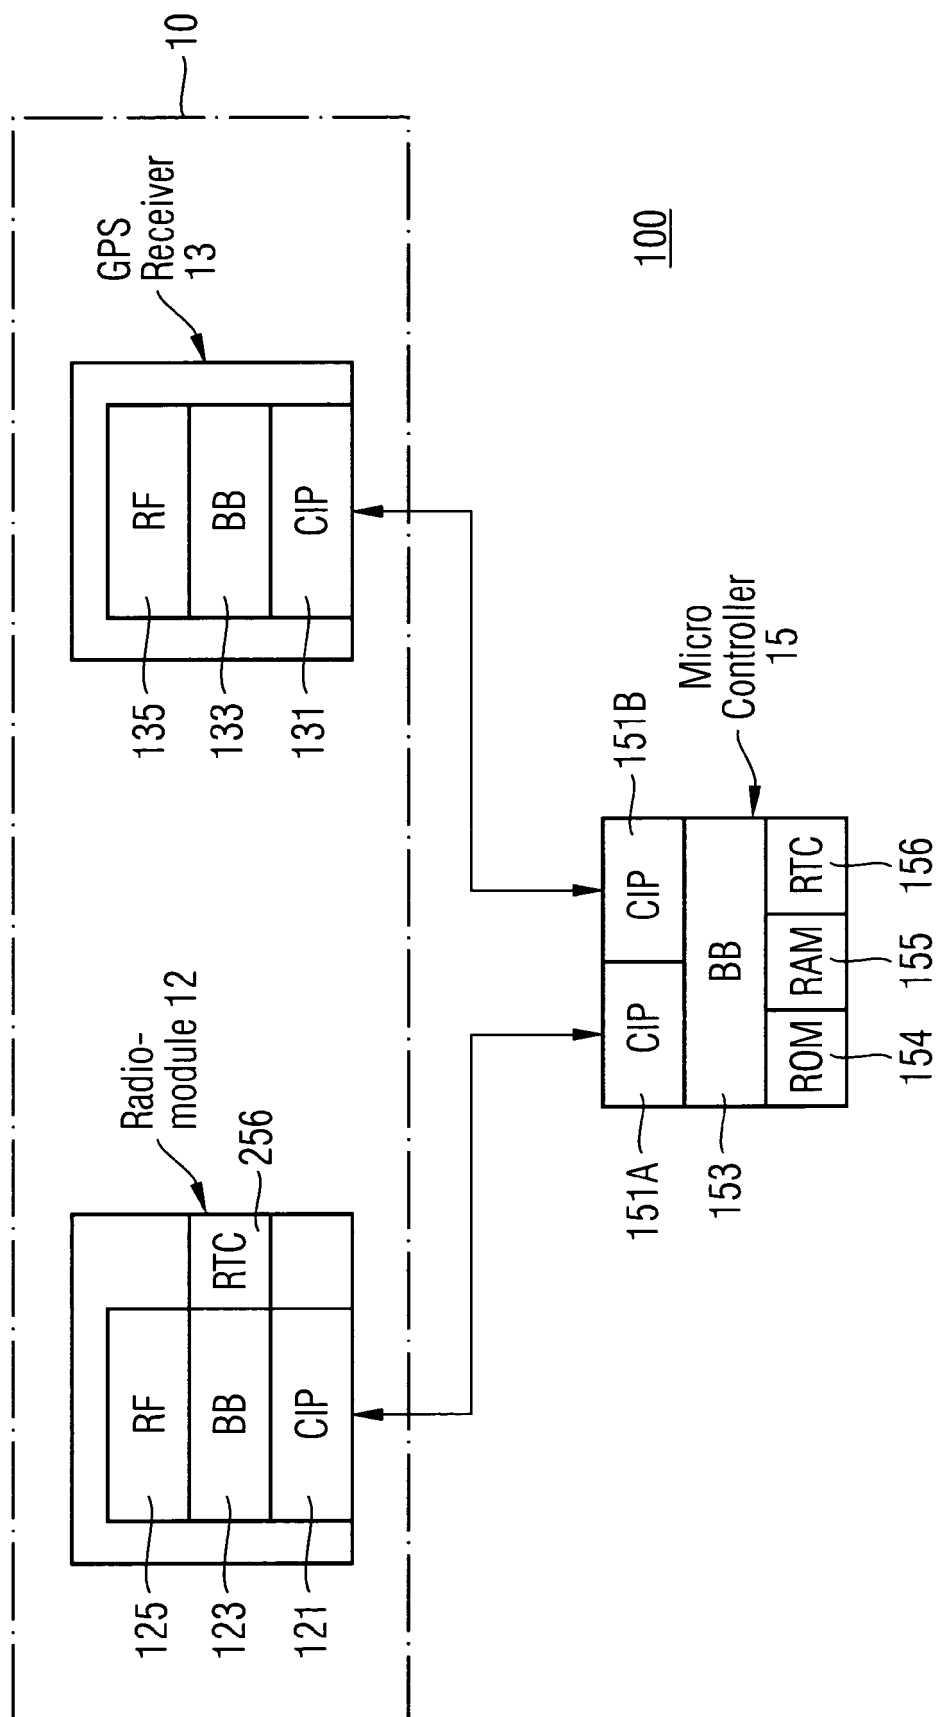 10
GPS
Receiver
13
RF
BB
CIP
135
133
131
Radio-
module 12
256
RF
BB
RTC
CIP
125
123
121
100
Micro
Controller
15
151B
CIP
CIP
BB
ROM
RAM
RTC
151A
153
154
155
156